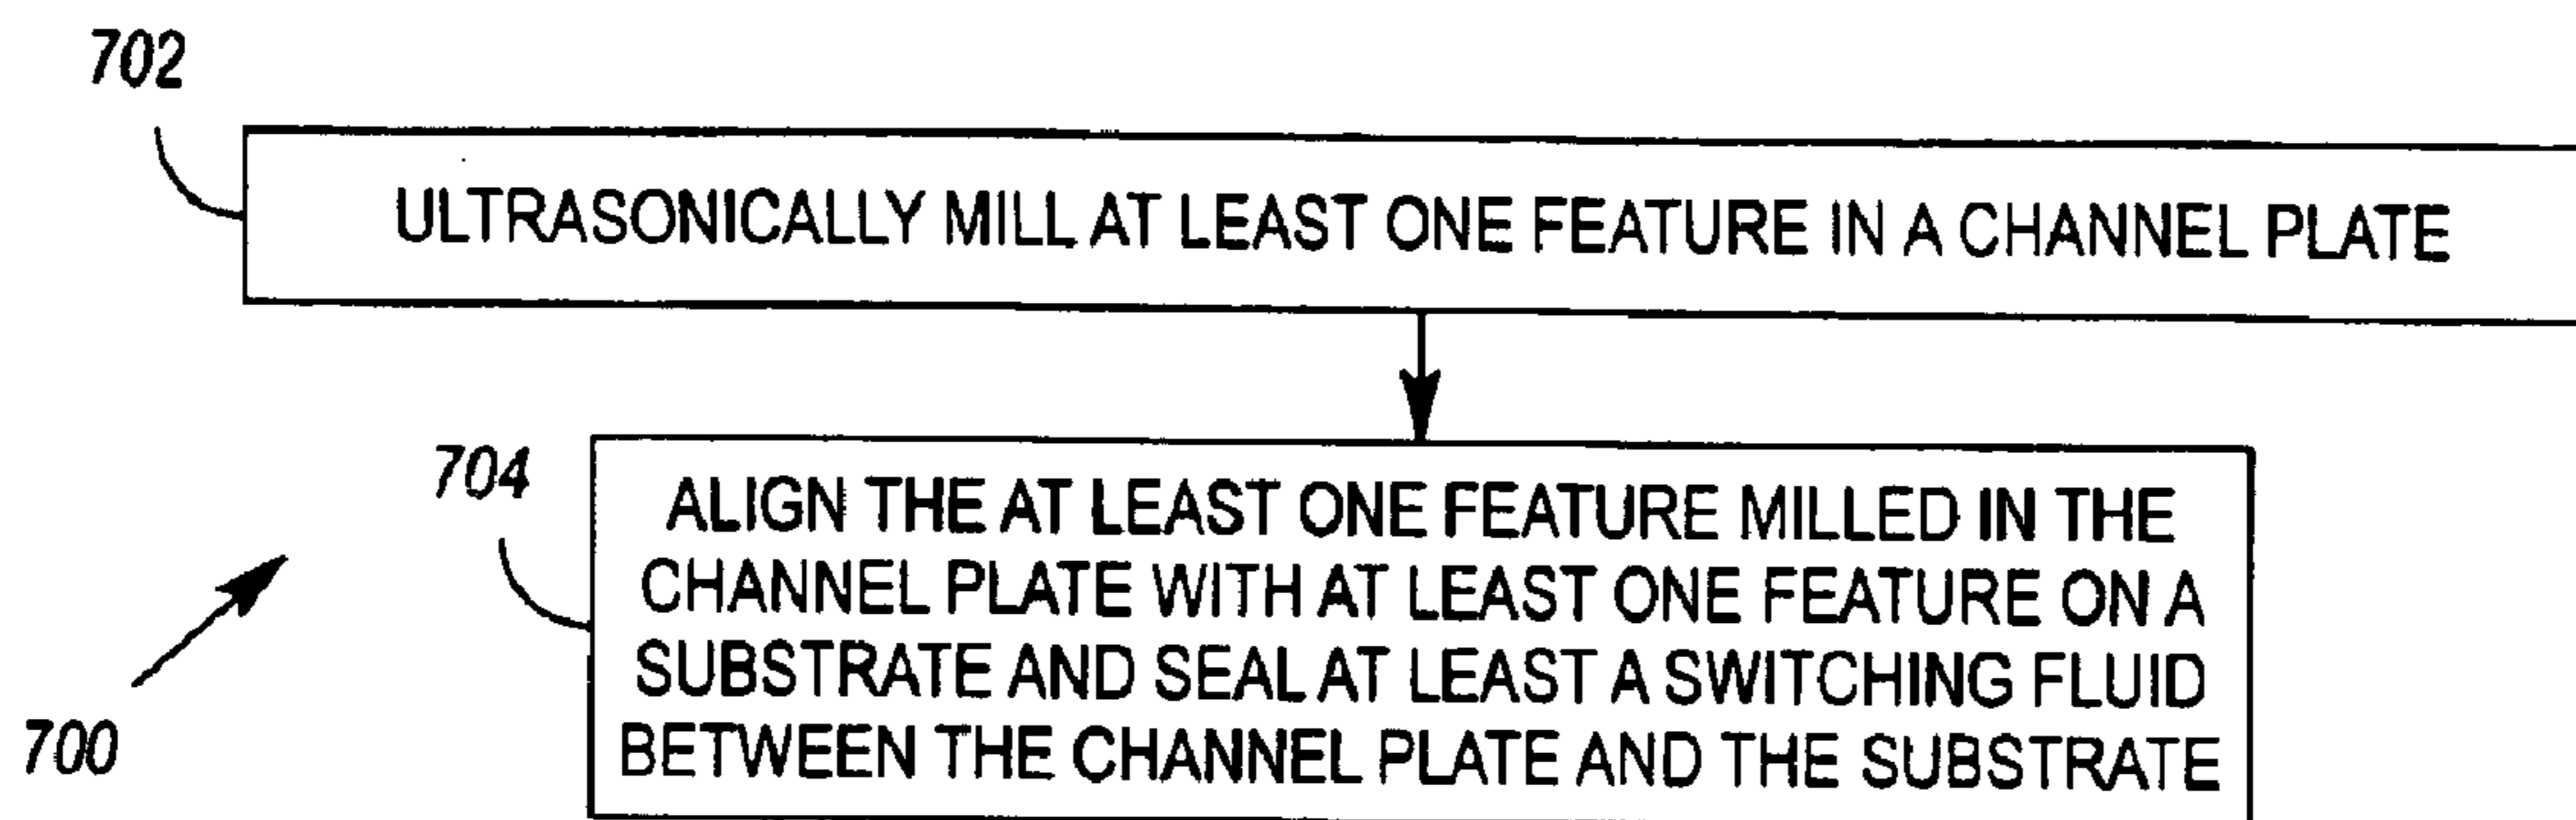 702
ULTRASONICALLY MILL AT LEAST ONE FEATURE IN A CHANNEL PLATE
704
ALIGN THE AT LEAST ONE FEATURE MILLED IN THE
CHANNEL PLATE WITH AT LEAST ONE FEATURE ON A
SUBSTRATE AND SEAL AT LEAST A SWITCHING FLUID
BETWEEN THE CHANNEL PLATE AND THE SUBSTRATE
700